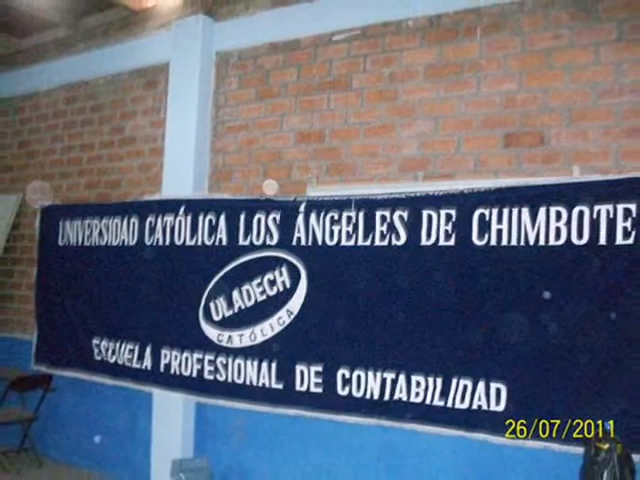 UNIVERSIDAD CATÓLICA LOS ÁNGELES DE CHIMBOTE
ULADECH
CATÓLICA
ESCUELA PROFESIONAL DE CONTABILIDAD
26/07/2011